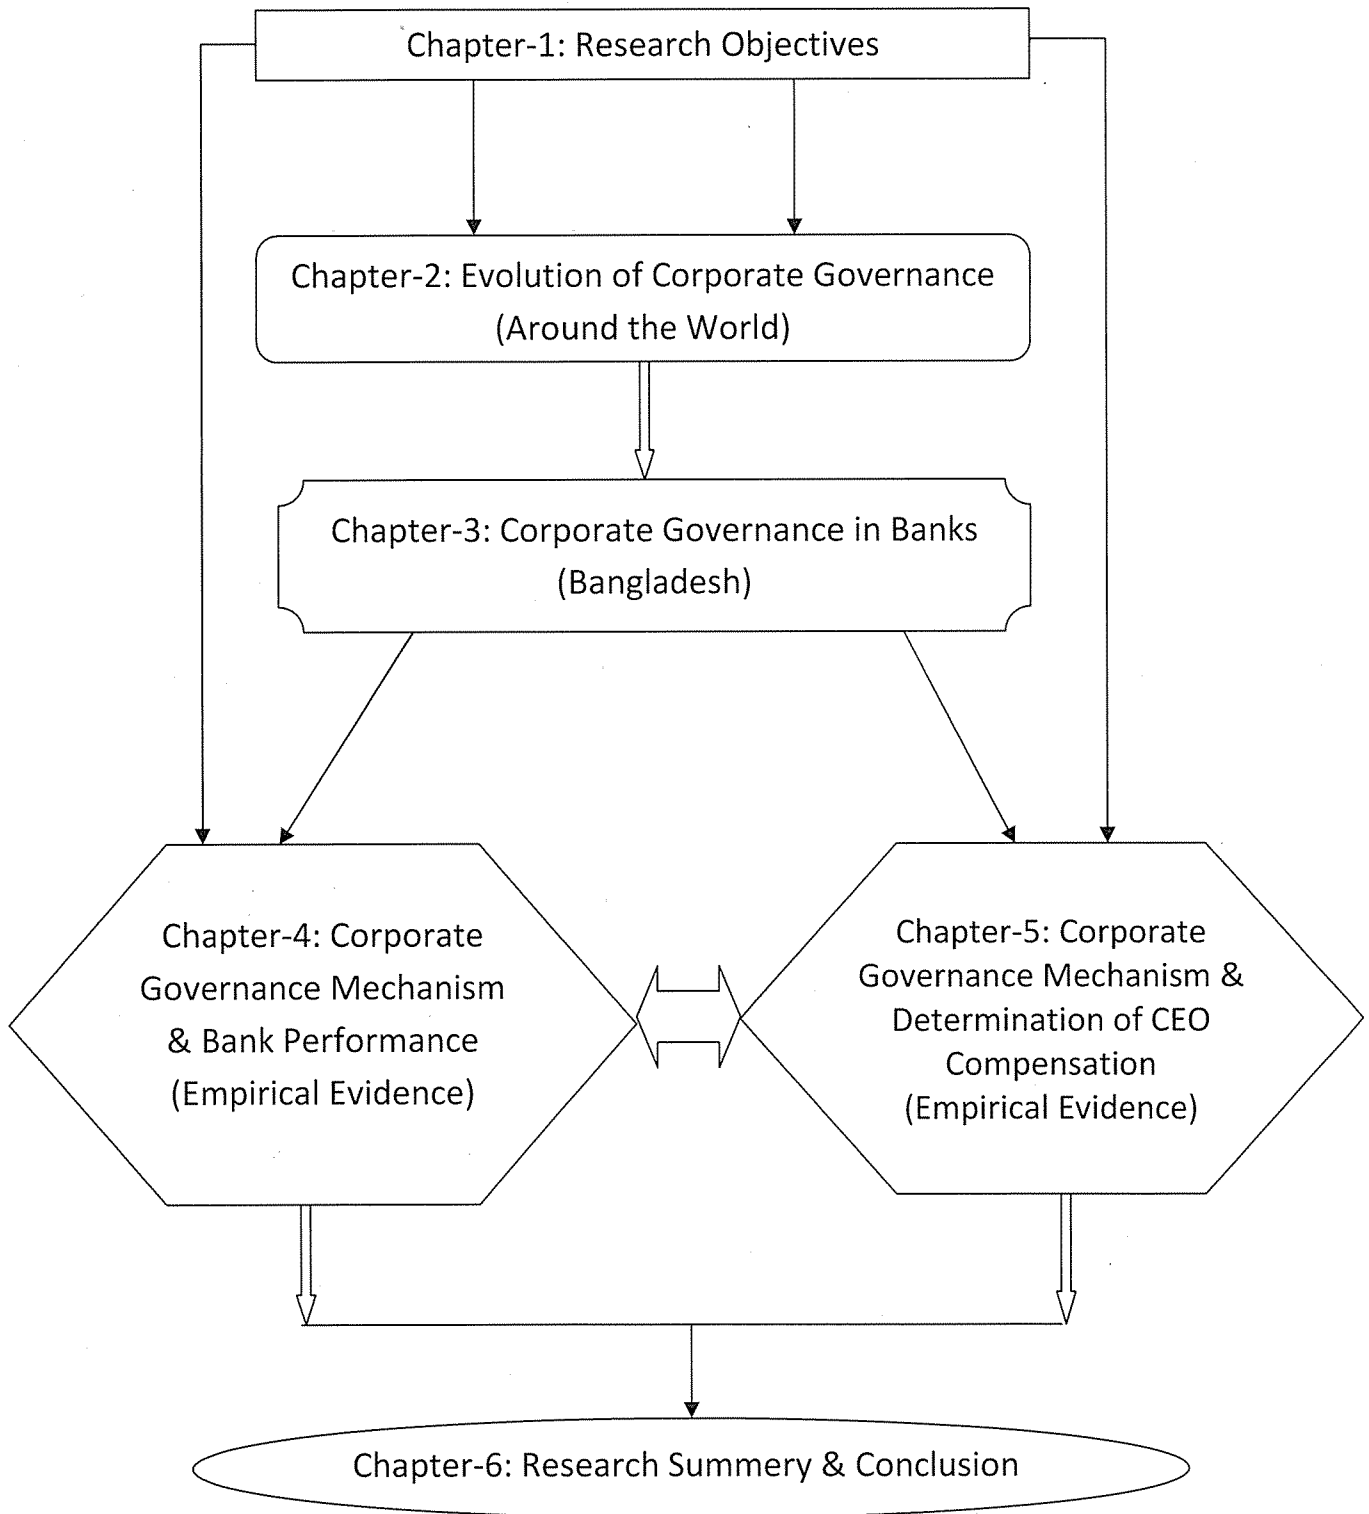 Chapter-1: Research Objectives
Chapter-2: Evolution of Corporate Governance
(Around the World)
Chapter-3: Corporate Governance in Banks
(Bangladesh)
Chapter-4: Corporate
Governance Mechanism
& Bank Performance
(Empirical Evidence)
Chapter-5: Corporate
Governance Mechanism &
Determination of CEO
Compensation
(Empirical Evidence)
Chapter-6: Research Summery & Conclusion